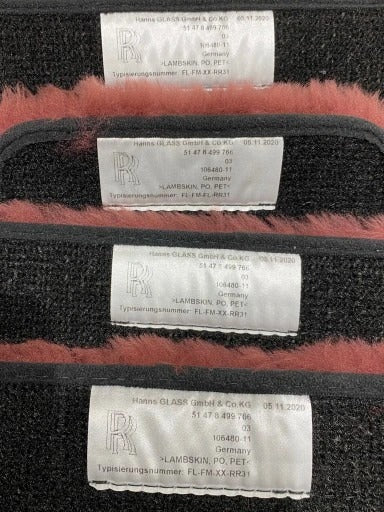 Hanns GLASS GmbH & Co.KG 05.11.2020
51 47 8 499 766
03
106480-11
Germany
>LAMBSKIN, PO, PET<
Typisierungsnummer: FL-FM-XX-RR31
Hanns GLASS GmbH & Co.KG 05.11.2020
51 47 8 499 766
03
106480-11
Germany
>LAMBSKIN, PO, PET<
Typisierungsnummer: FL-FM-FL-RR31
Hanns GLASS GmbH & Co.KG 05.11.2020
51 47 8 499 766
03
106480-11
Germany
>LAMBSKIN, PO, PET<
Typisierungsnummer: FL-FM-XX-RR31
Hanns GLASS GmbH & Co.KG 05.11.2020
51 47 8 499 766
03
106480-11
Germany
>LAMBSKIN, PO, PET<
Typisierungsnummer: FL-FM-XX-RR31